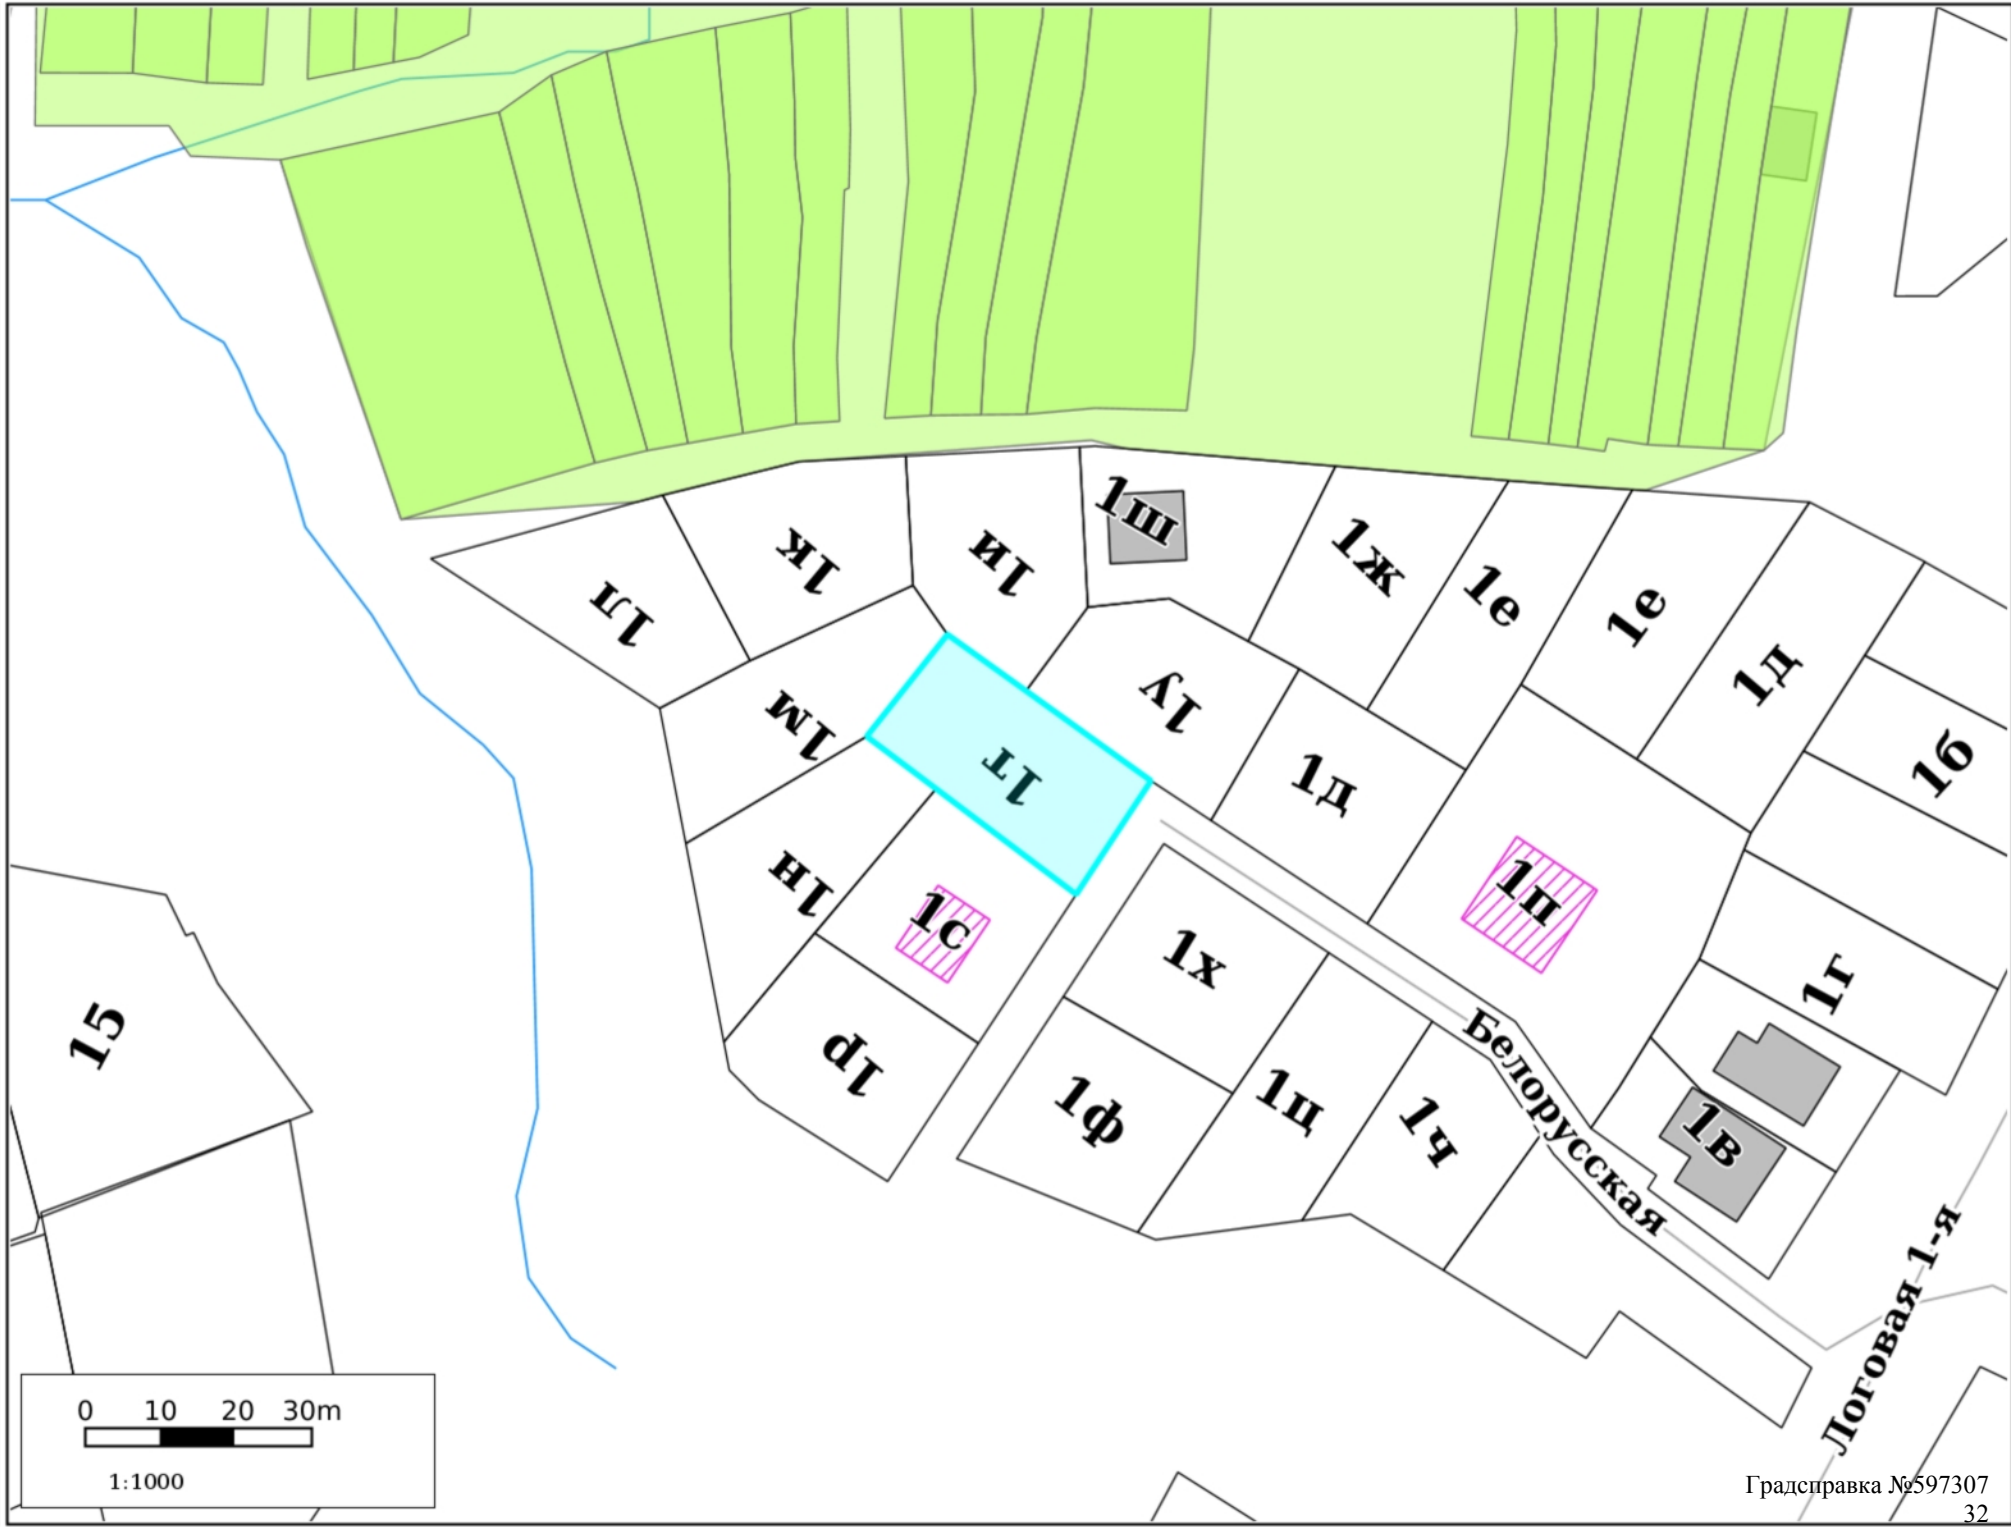 1ш
1к
1и
1ж
1е
1е
1л
1д
1у
1м
1т
1д
1б
1н
1с
1п
1х
1г
15
1р
1ф
1ц
1ч
1в
Белорусская
Логовая 1-я
0 10 20 30m
1:1000
Градсправка №597307
32